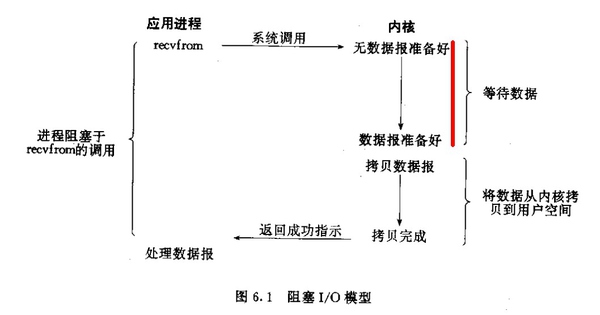 应用进程
内核
recvfrom
系统调用
无数据报准备好
等待数据
进程阻塞于
recvfrom的调用
数据报准备好
拷贝数据报
将数据从内核拷
贝到用户空间
返回成功指示
拷贝完成
处理数据报
图 6.1 阻塞 I/O 模型